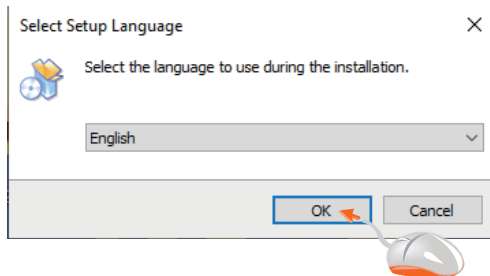 Select Setup Language
Select the language to use during the installation.
English
OK Cancel